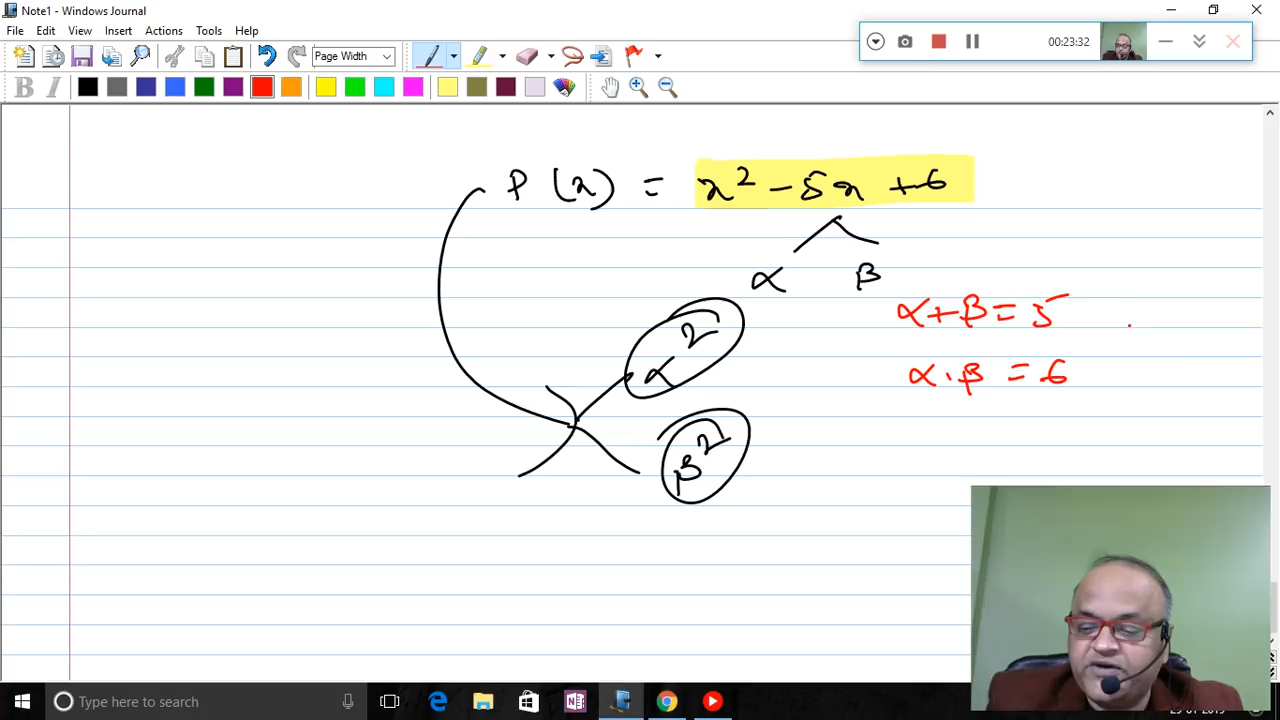 Note1 - Windows Journal
File Edit View Insert Actions Tools Help
Page Width
00:23:32
B I
P(x) = x² - 5x + 6
α β
α + β = 5
α²
α . β = 6
β²
Type here to search